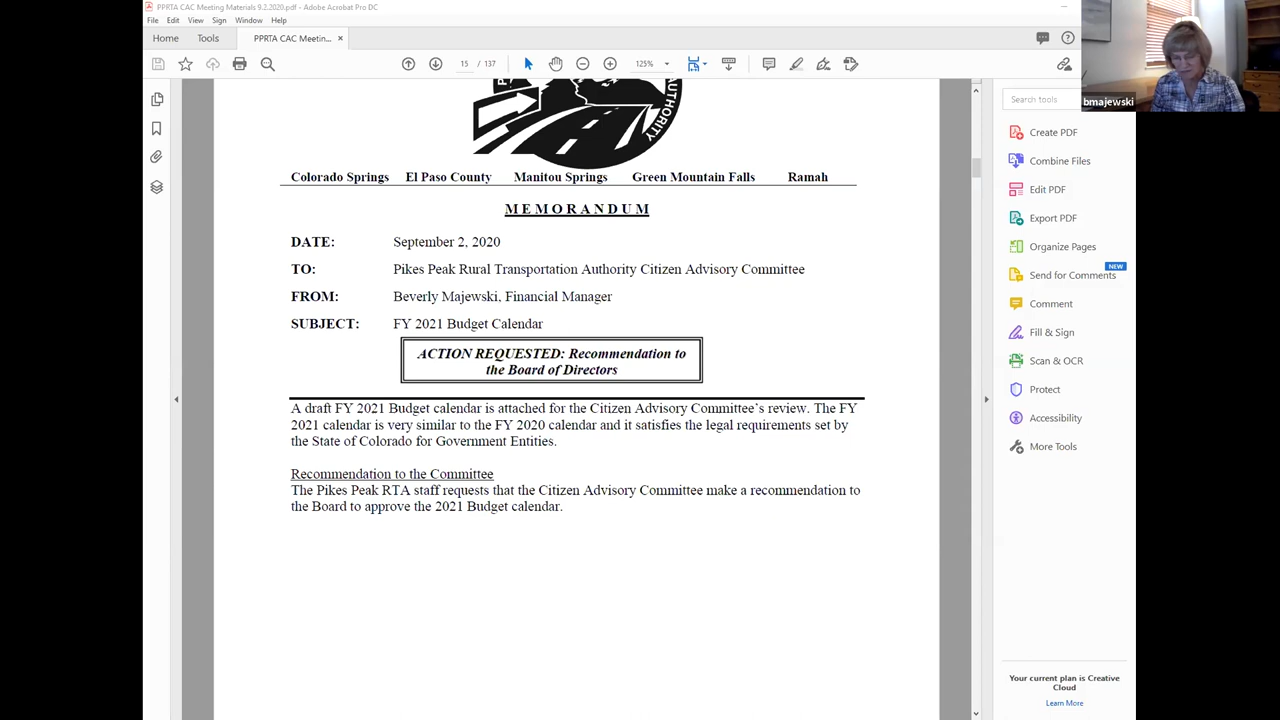 PPRTA CAC Meeting Materials 9.2.2020.pdf - Adobe Acrobat Pro DC
File Edit View Sign Window Help
Home Tools PPRTA CAC Meetin... ×
/ 137 125%
bmajewski
Search tools
AUTHORITY
Colorado Springs El Paso County Manitou Springs Green Mountain Falls Ramah
MEMORANDUM
DATE: September 2, 2020
TO: Pikes Peak Rural Transportation Authority Citizen Advisory Committee
FROM: Beverly Majewski, Financial Manager
SUBJECT: FY 2021 Budget Calendar
ACTION REQUESTED: Recommendation to
the Board of Directors
A draft FY 2021 Budget calendar is attached for the Citizen Advisory Committee's review. The FY
2021 calendar is very similar to the FY 2020 calendar and it satisfies the legal requirements set by
the State of Colorado for Government Entities.
Recommendation to the Committee
The Pikes Peak RTA staff requests that the Citizen Advisory Committee make a recommendation to
the Board to approve the 2021 Budget calendar.
Create PDF
Combine Files
Edit PDF
Export PDF
Organize Pages
NEW
Send for Comments
Comment
Fill & Sign
Scan & OCR
Protect
Accessibility
More Tools
Your current plan is Creative
Cloud
Learn More